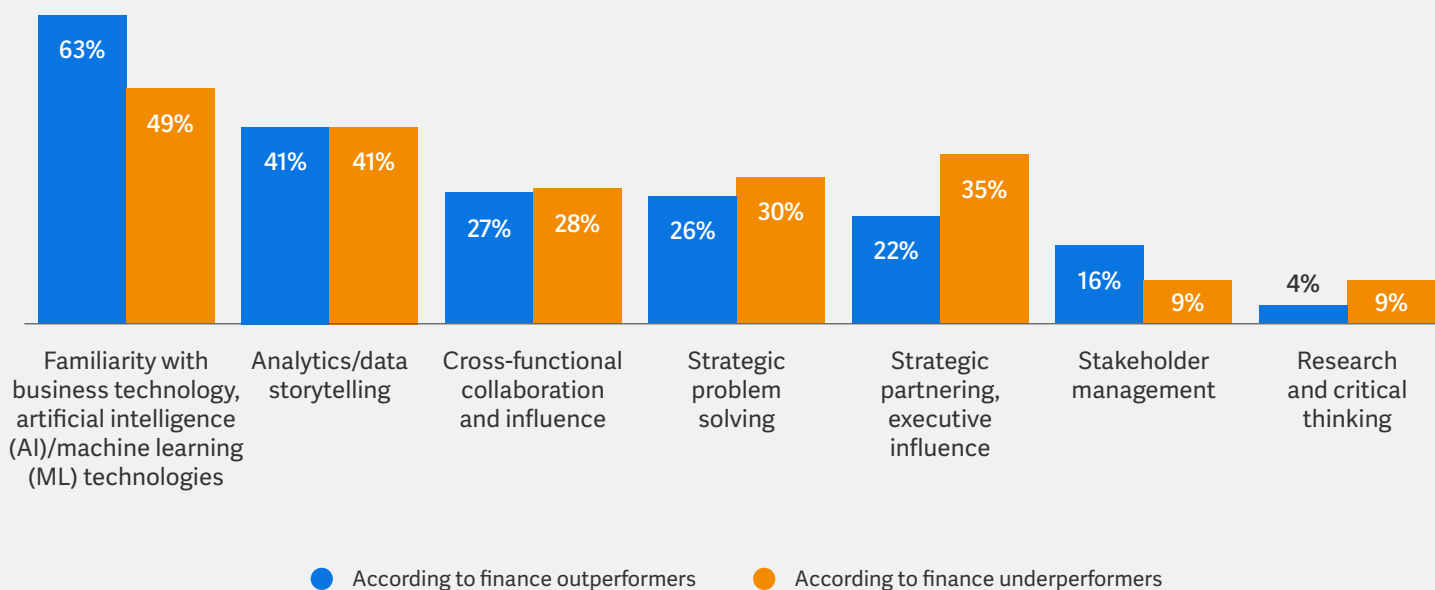 63%
49%
41%
41%
27%
28%
26%
30%
22%
35%
16%
9%
4%
9%
Familiarity with
business technology,
artificial intelligence
(AI)/machine learning
(ML) technologies
Analytics/data
storytelling
Cross-functional
collaboration
and influence
Strategic
problem
solving
Strategic
partnering,
executive
influence
Stakeholder
management
Research
and critical
thinking
According to finance outperformers
According to finance underperformers